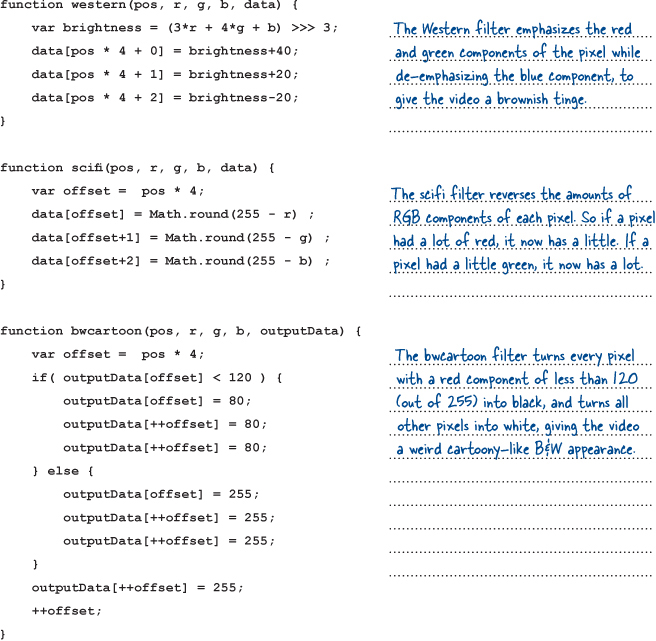 function western(pos, r, g, b, data) {
var brightness = (3*r + 4*g + b) >>> 3;
data[pos * 4 + 0] = brightness+40;
data[pos * 4 + 1] = brightness+20;
data[pos * 4 + 2] = brightness-20;
}
The Western filter emphasizes the red
and green components of the pixel while
de-emphasizing the blue component, to
give the video a brownish tinge.
function scifi(pos, r, g, b, data) {
var offset =  pos * 4;
data[offset] = Math.round(255 - r) ;
data[offset+1] = Math.round(255 - g) ;
data[offset+2] = Math.round(255 - b) ;
}
The scifi filter reverses the amounts of
RGB components of each pixel. So if a pixel
had a lot of red, it now has a little. If a
pixel had a little green, it now has a lot.
function bwcartoon(pos, r, g, b, outputData) {
var offset =  pos * 4;
if( outputData[offset] < 120 ) {
outputData[offset] = 80;
outputData[++offset] = 80;
outputData[++offset] = 80;
} else {
outputData[offset] = 255;
outputData[++offset] = 255;
outputData[++offset] = 255;
}
outputData[++offset] = 255;
++offset;
}
The bwcartoon filter turns every pixel
with a red component of less than 120
(out of 255) into black, and turns all
other pixels into white, giving the video
a weird cartoony-like B&W appearance.